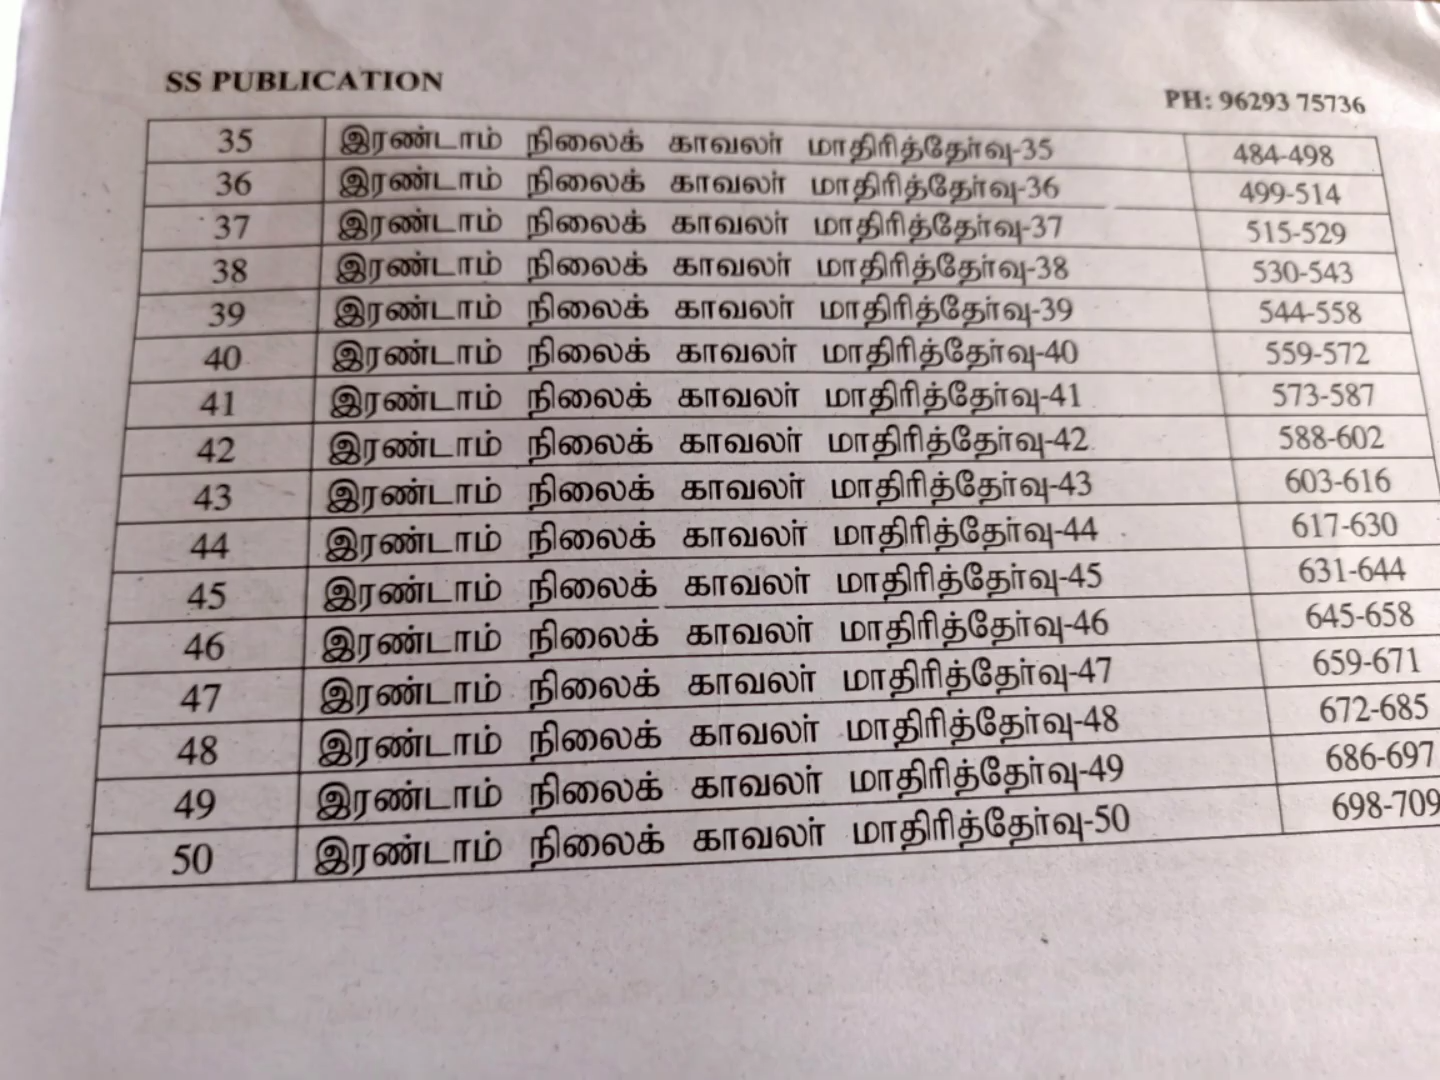 SS PUBLICATION
PH: 96293 75736
35 இரண்டாம் நிலைக் காவலர் மாதிரித்தேர்வு-35 484-498
36 இரண்டாம் நிலைக் காவலர் மாதிரித்தேர்வு-36 499-514
37 இரண்டாம் நிலைக் காவலர் மாதிரித்தேர்வு-37 515-529
38 இரண்டாம் நிலைக் காவலர் மாதிரித்தேர்வு-38 530-543
39 இரண்டாம் நிலைக் காவலர் மாதிரித்தேர்வு-39 544-558
40 இரண்டாம் நிலைக் காவலர் மாதிரித்தேர்வு-40 559-572
41 இரண்டாம் நிலைக் காவலர் மாதிரித்தேர்வு-41 573-587
42 இரண்டாம் நிலைக் காவலர் மாதிரித்தேர்வு-42 588-602
43 இரண்டாம் நிலைக் காவலர் மாதிரித்தேர்வு-43 603-616
44 இரண்டாம் நிலைக் காவலர் மாதிரித்தேர்வு-44 617-630
45 இரண்டாம் நிலைக் காவலர் மாதிரித்தேர்வு-45 631-644
46 இரண்டாம் நிலைக் காவலர் மாதிரித்தேர்வு-46 645-658
47 இரண்டாம் நிலைக் காவலர் மாதிரித்தேர்வு-47 659-671
48 இரண்டாம் நிலைக் காவலர் மாதிரித்தேர்வு-48 672-685
49 இரண்டாம் நிலைக் காவலர் மாதிரித்தேர்வு-49 686-697
50 இரண்டாம் நிலைக் காவலர் மாதிரித்தேர்வு-50 698-709